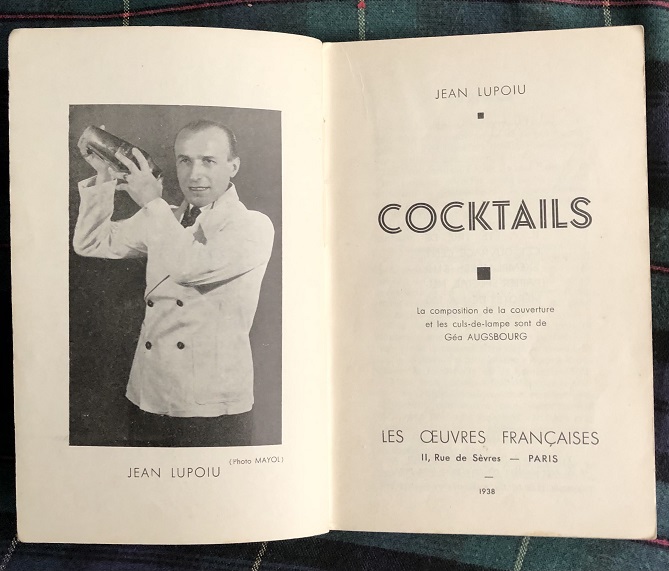 (Photo MAYOL)
JEAN LUPOIU
JEAN LUPOIU
COCKTAILS
La composition de la couverture
et les culs-de-lampe sont de
Géa AUGSBOURG
LES ŒUVRES FRANÇAISES
11, Rue de Sèvres — PARIS
—
1938